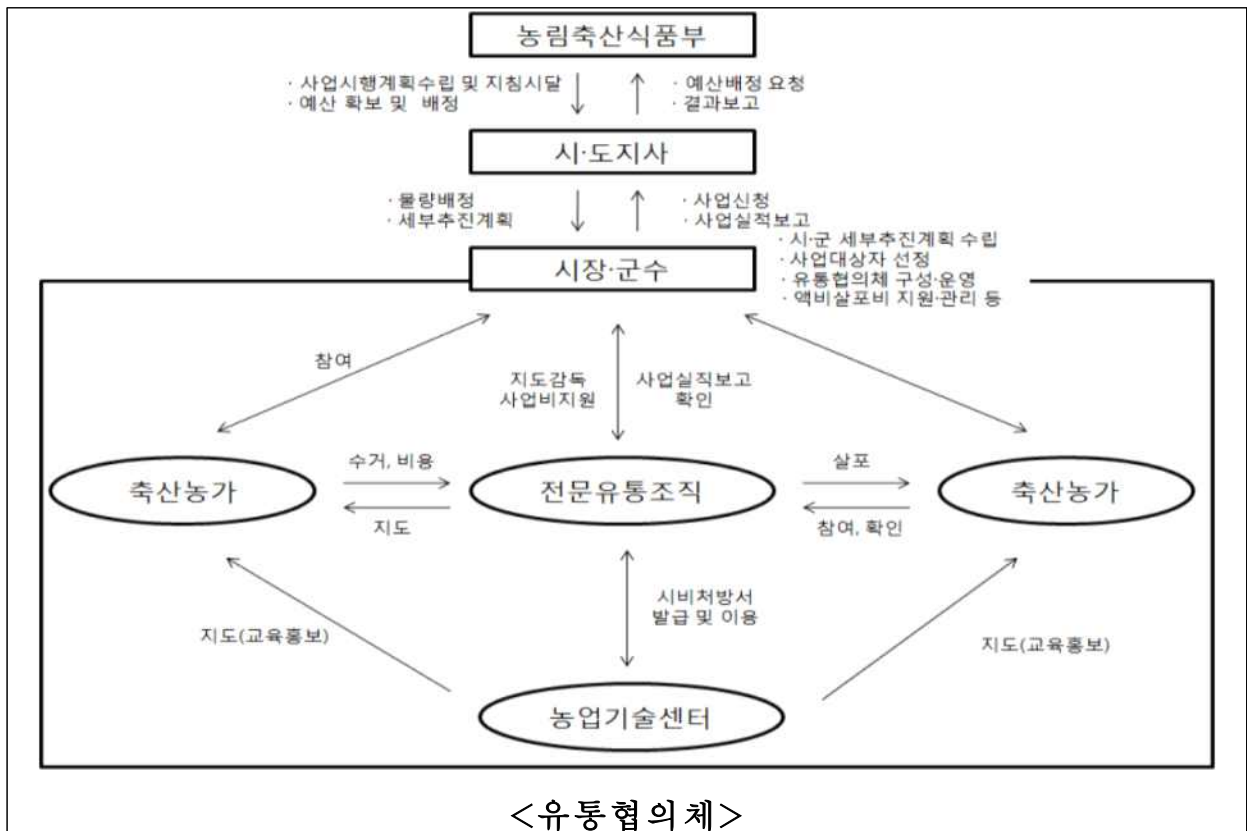 농림축산식품부
· 사업시행계획수립 및 지침시달
· 예산 확보 및 배정
· 예산배정 요청
· 결과보고
시·도지사
· 물량배정
· 세부추진계획
· 사업신청
· 사업실적보고
시장·군수
· 시·군 세부추진계획 수립
· 사업대상자 선정
· 유통협의체 구성·운영
· 액비살포비 지원·관리 등
참여
지도감독
사업비지원
사업실직보고
확인
축산농가
수거, 비용
지도
전문유통조직
살포
참여, 확인
축산농가
시비처방서
발급 및 이용
지도(교육홍보)
지도(교육홍보)
농업기술센터
<유통협의체>